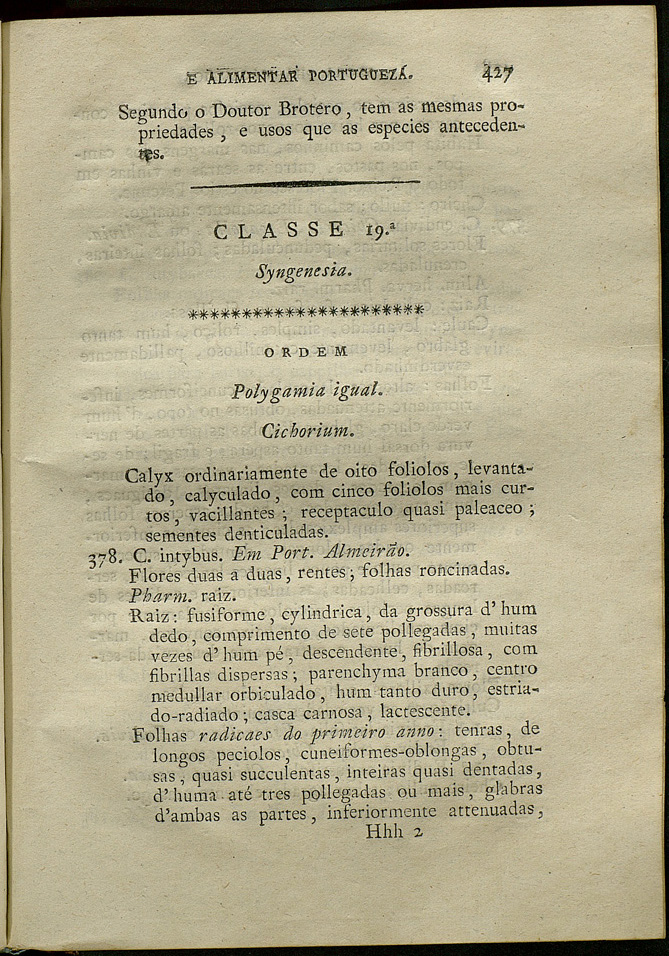 E ALIMENTAR PORTUGUEZA. 427
Segundo o Doutor Brotero, tem as mesmas pro-
priedades, e usos que as especies anteceden-
tes.
CLASSE 19.ª
Syngenesia.
**********************
ORDEM
Polygamia igual.
Cichorium.
Calyx ordinariamente de oito foliolos, levanta-
do, calyculado, com cinco foliolos mais cur-
tos, vacillantes; receptaculo quasi paleaceo;
sementes denticuladas.
378. C. intybus. Em Port. Almeirão.
Flores duas a duas, rentes; folhas roncinadas.
Pharm. raiz.
Raiz: fusiforme, cylindrica, da grossura d'hum
dedo, comprimento de sete pollegadas, muitas
vezes d'hum pé, descendente, fibrillosa, com
fibrillas dispersas; parenchyma branco, centro
medullar orbiculado, hum tanto duro, estria-
do-radiado; casca carnosa, lactescente.
Folhas radicaes do primeiro anno: tenras, de
longos peciolos, cuneiformes-oblongas, obtu-
sas, quasi succulentas, inteiras quasi dentadas,
d'huma até tres pollegadas ou mais, glabras
d'ambas as partes, inferiormente attenuadas,
Hhh 2